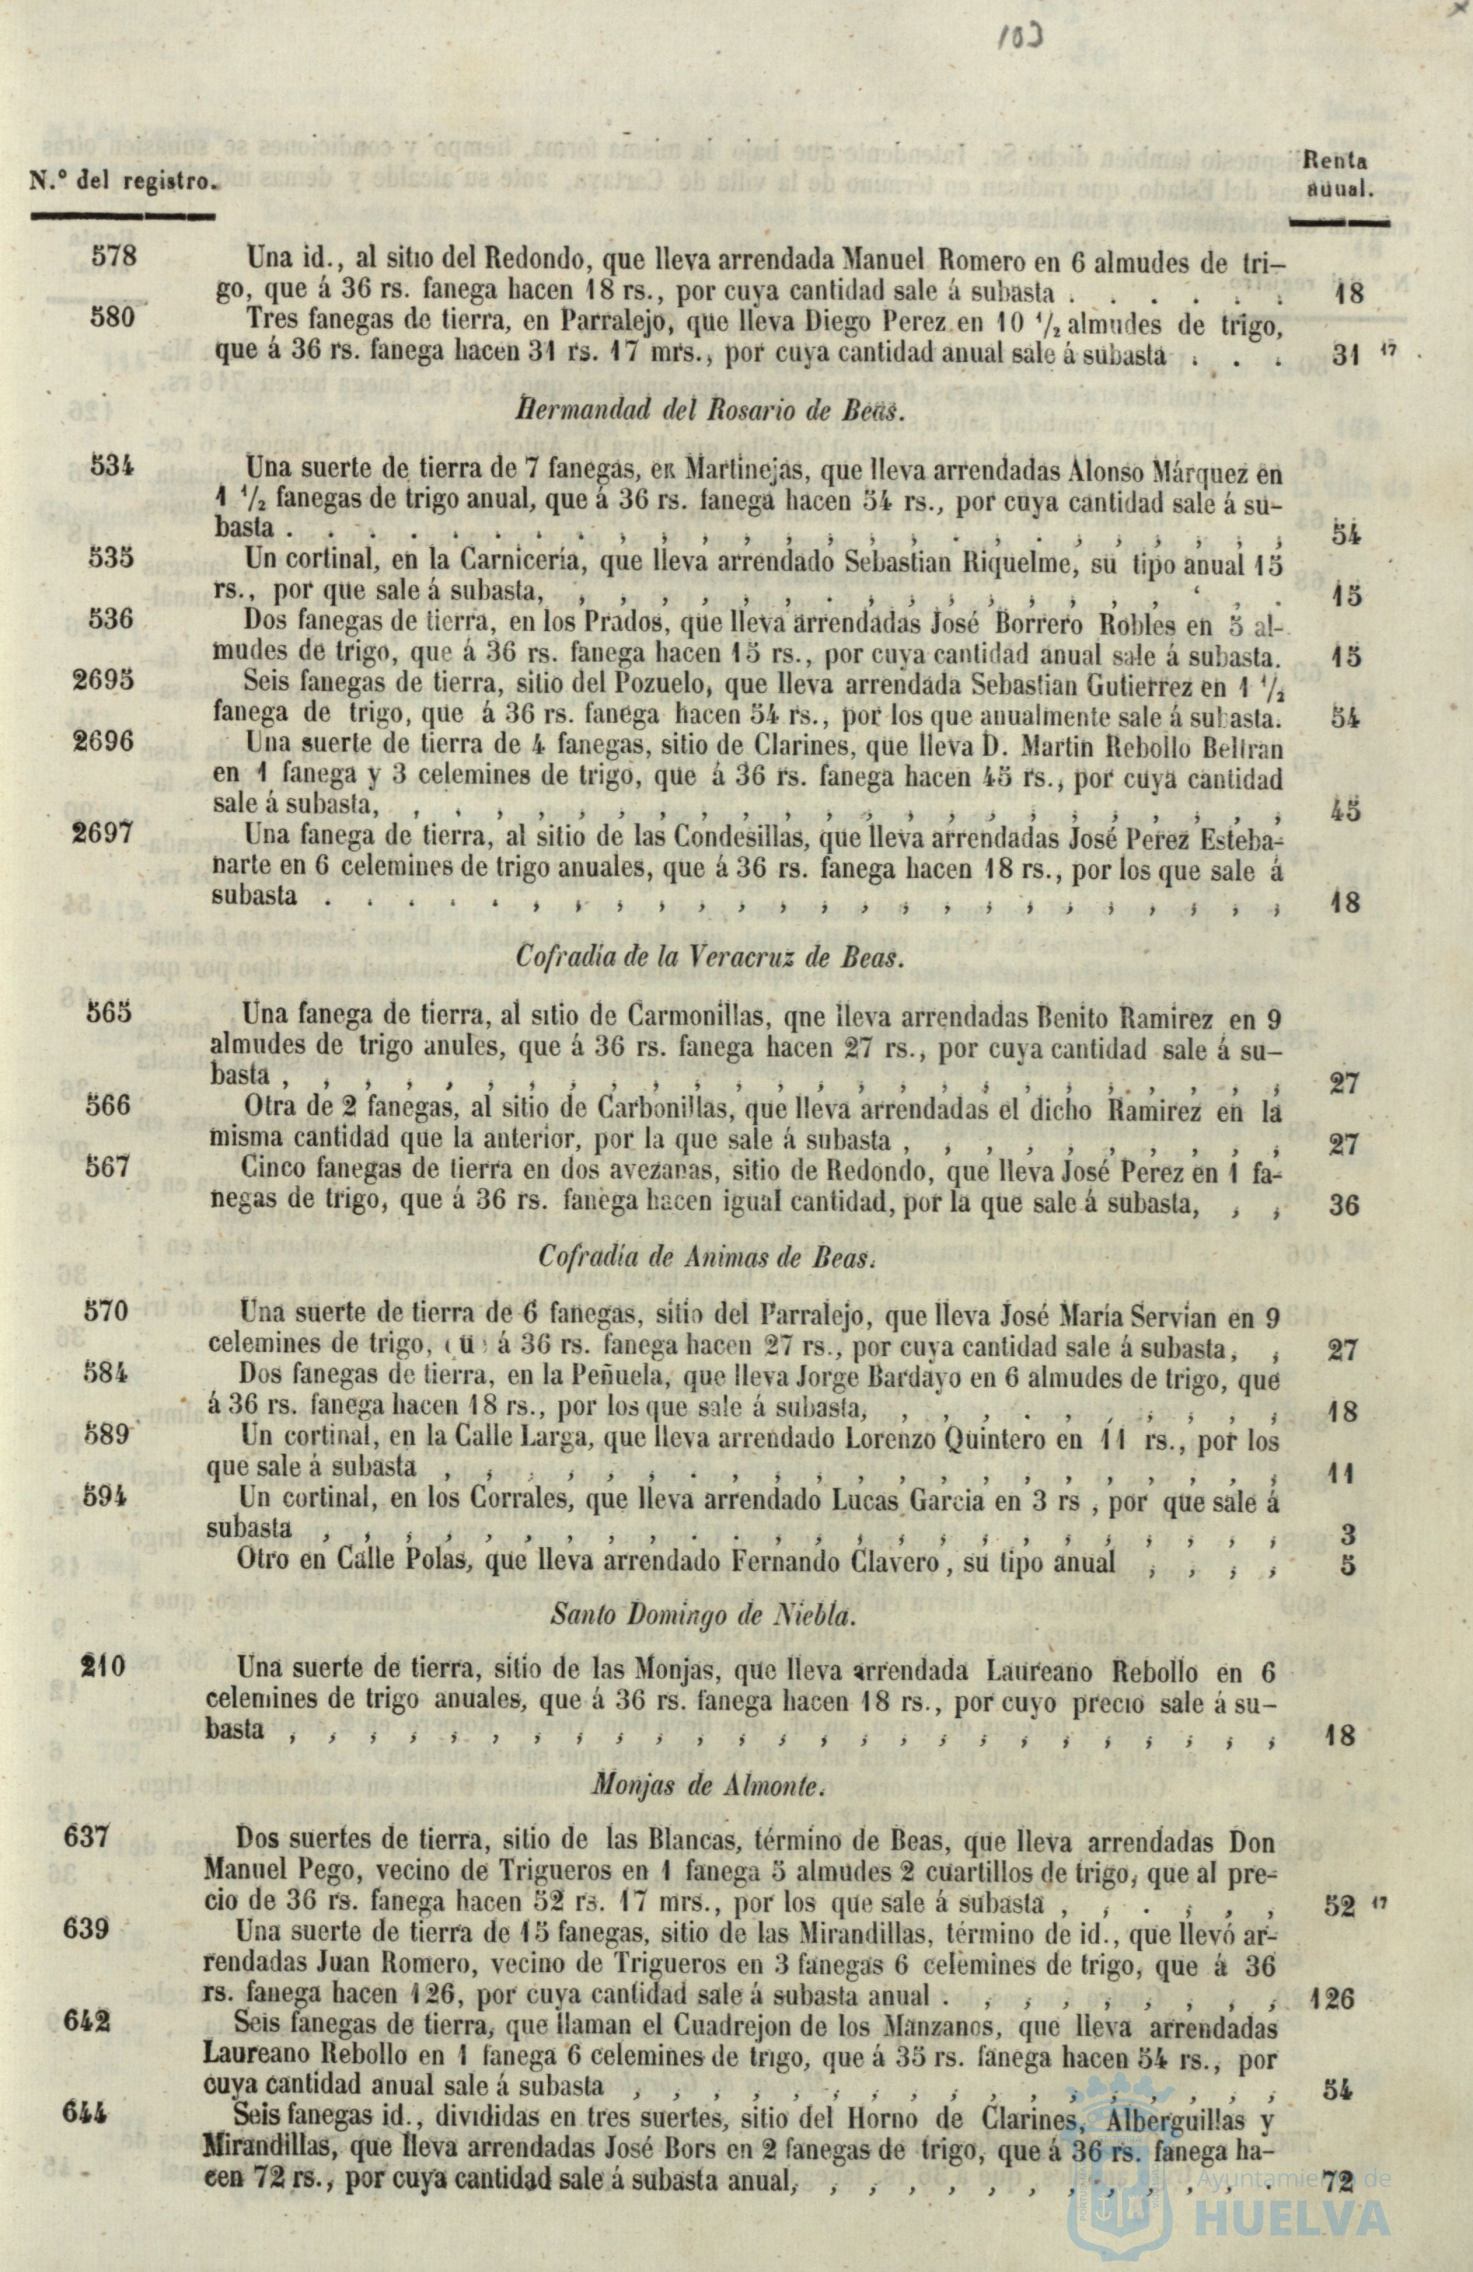 103
N.º del registro.
Renta
anual.
578 Una id., al sitio del Redondo, que lleva arrendada Manuel Romero en 6 almudes de tri-
go, que á 36 rs. fanega hacen 18 rs., por cuya cantidad sale á subasta . . . . . . 18
580 Tres fanegas de tierra, en Parralejo, que lleva Diego Perez en 10 1/2 almudes de trigo,
que á 36 rs. fanega hacen 31 rs. 17 mrs., por cuya cantidad anual sale á subasta . . . 31 17
Hermandad del Rosario de Beas.
534 Una suerte de tierra de 7 fanegas, en Martinejas, que lleva arrendadas Alonso Márquez en
1 1/2 fanegas de trigo anual, que á 36 rs. fanega hacen 54 rs., por cuya cantidad sale á su-
basta . . . . . . . . 54
535 Un cortinal, en la Carnicería, que lleva arrendado Sebastian Riquelme, su tipo anual 15
rs., por que sale á subasta, , , , , , , 15
536 Dos fanegas de tierra, en los Prados, que lleva arrendadas José Borrero Robles en 5 al-
mudes de trigo, que á 36 rs. fanega hacen 15 rs., por cuya cantidad anual sale á subasta. 15
2695 Seis fanegas de tierra, sitio del Pozuelo, que lleva arrendada Sebastian Gutierrez en 1 1/2
fanega de trigo, que á 36 rs. fanega hacen 54 rs., por los que anualmente sale á subasta. 54
2696 Una suerte de tierra de 4 fanegas, sitio de Clarines, que lleva D. Martin Rebollo Beltran
en 1 fanega y 3 celemines de trigo, que á 36 rs. fanega hacen 45 rs., por cuya cantidad
sale á subasta, , , , , , , 45
2697 Una fanega de tierra, al sitio de las Condesillas, que lleva arrendadas José Perez Esteba-
narte en 6 celemines de trigo anuales, que á 36 rs. fanega hacen 18 rs., por los que sale á
subasta . . . . . , , , , , 18
Cofradia de la Veracruz de Beas.
565 Una fanega de tierra, al sitio de Carmonillas, qne lleva arrendadas Benito Ramirez en 9
almudes de trigo anules, que á 36 rs. fanega hacen 27 rs., por cuya cantidad sale á su-
basta , , , , , , , , 27
566 Otra de 2 fanegas, al sitio de Carbonillas, que lleva arrendadas el dicho Ramirez en la
misma cantidad que la anterior, por la que sale á subasta , , , , , , , , , , 27
567 Cinco fanegas de tierra en dos avezanas, sitio de Redondo, que lleva José Perez en 1 fa-
negas de trigo, que á 36 rs. fanega hacen igual cantidad, por la que sale á subasta, , , 36
Cofradía de Animas de Beas.
570 Una suerte de tierra de 6 fanegas, sitio del Parralejo, que lleva José María Servian en 9
celemines de trigo, á 36 rs. fanega hacen 27 rs., por cuya cantidad sale á subasta, , 27
584 Dos fanegas de tierra, en la Peñuela, que lleva Jorge Bardayo en 6 almudes de trigo, que
á 36 rs. fanega hacen 18 rs., por los que sale á subasta, , , , . , , , , , , 18
589 Un cortinal, en la Calle Larga, que lleva arrendado Lorenzo Quintero en 11 rs., por los
que sale á subasta , , , , , , 11
594 Un cortinal, en los Corrales, que lleva arrendado Lucas Garcia en 3 rs , por que sale á
subasta , , , , , , , 3
Otro en Calle Polas, que lleva arrendado Fernando Clavero , su tipo anual , , , , 5
Santo Domingo de Niebla.
210 Una suerte de tierra, sitio de las Monjas, que lleva arrendada Laureano Rebollo en 6
celemines de trigo anuales, que á 36 rs. fanega hacen 18 rs., por cuyo precio sale á su-
basta , , , , , , , , 18
Monjas de Almonte.
637 Dos suertes de tierra, sitio de las Blancas, término de Beas, que lleva arrendadas Don
Manuel Pego, vecino de Trigueros en 1 fanega 5 almudes 2 cuartillos de trigo, que al pre-
cio de 36 rs. fanega hacen 52 rs. 17 mrs., por los que sale á subasta , , . , , , 52 17
639 Una suerte de tierra de 15 fanegas, sitio de las Mirandillas, término de id., que llevó ar-
rendadas Juan Romero, vecino de Trigueros en 3 fanegas 6 celemines de trigo, que á 36
rs. fanega hacen 126, por cuya cantidad sale á subasta anual . , , , , , , , , 126
642 Seis fanegas de tierra, que llaman el Cuadrejon de los Manzanos, que lleva arrendadas
Laureano Rebollo en 1 fanega 6 celemines de trigo, que á 35 rs. fanega hacen 54 rs., por
cuya cantidad anual sale á subasta , , , , , , , 54
644 Seis fanegas id., divididas en tres suertes, sitio del Horno de Clarines, Alberguillas y
Mirandillas, que lleva arrendadas José Bors en 2 fanegas de trigo, que á 36 rs. fanega ha-
cen 72 rs., por cuya cantidad sale á subasta anual, , , , , , , , , , , , . 72
Ayuntamiento de
HUELVA